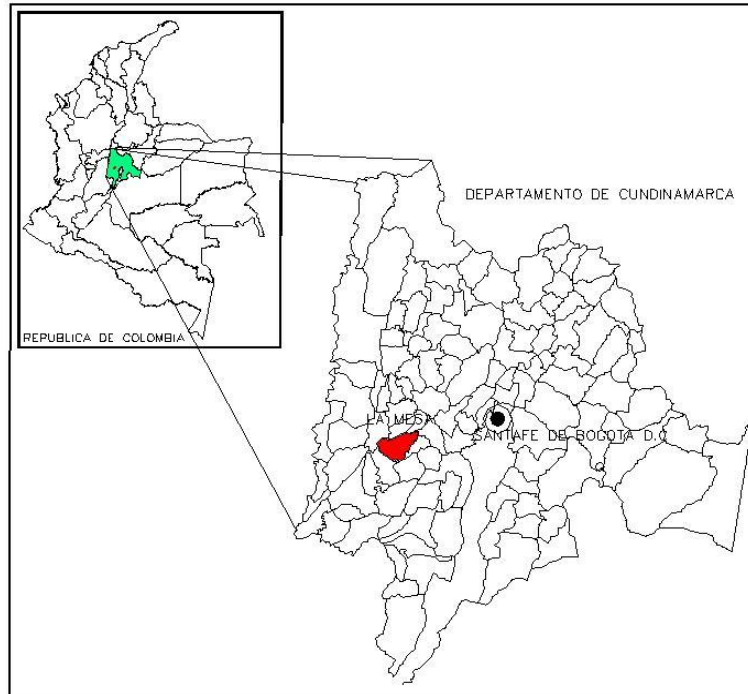 DEPARTAMENTO DE CUNDINAMARCA
REPUBLICA DE COLOMBIA
LA MESA
SANTAFE DE BOGOTA D.C